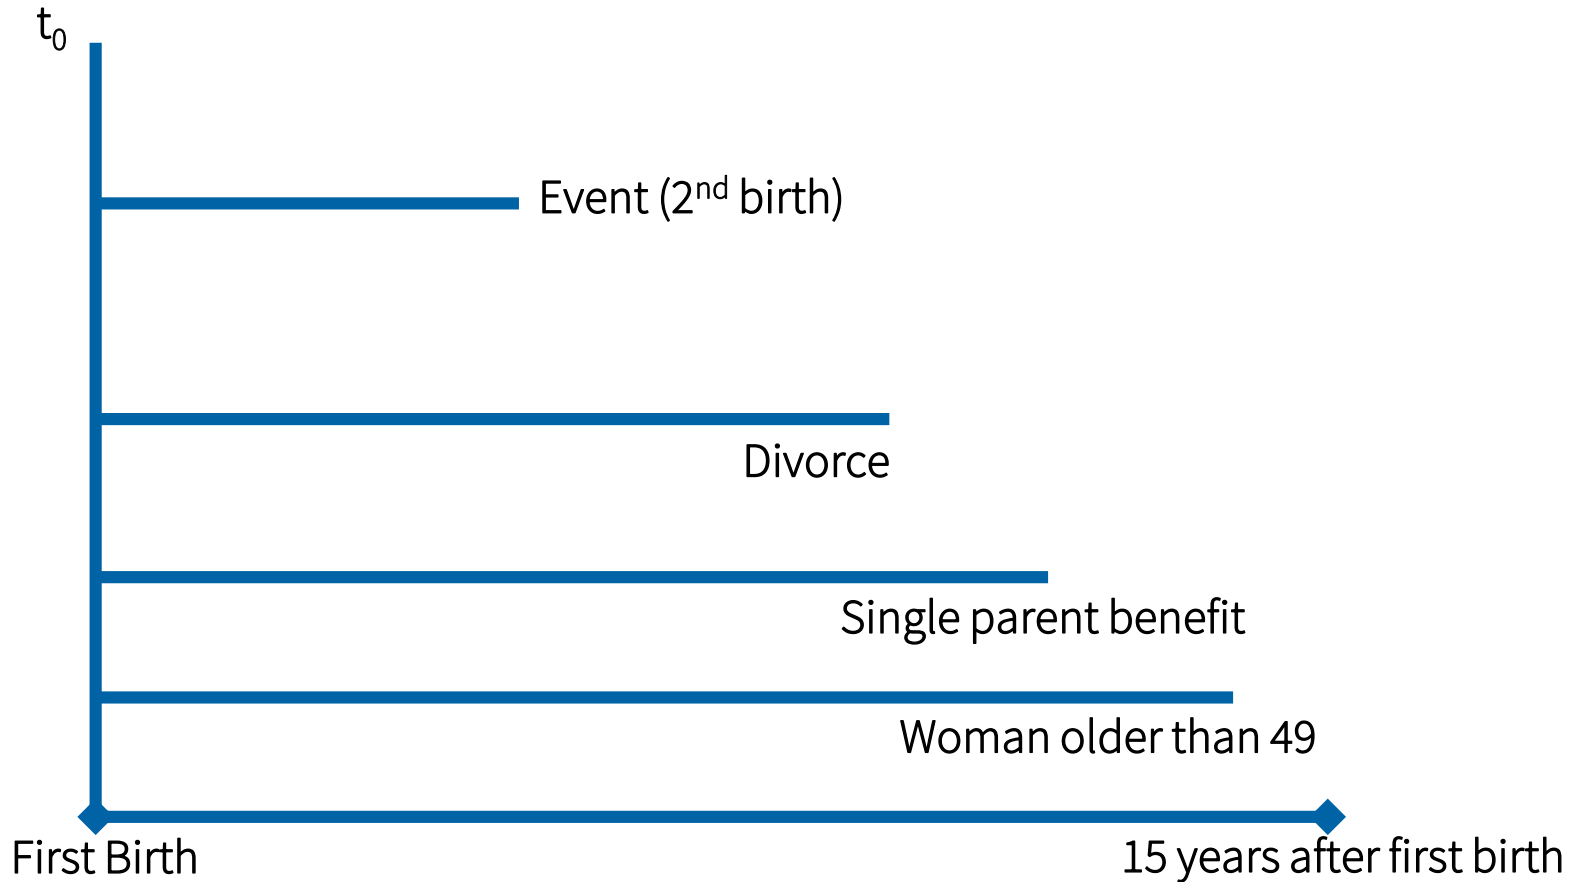 t₀
Event (2ⁿᵈ birth)
Divorce
Single parent benefit
Woman older than 49
First Birth
15 years after first birth